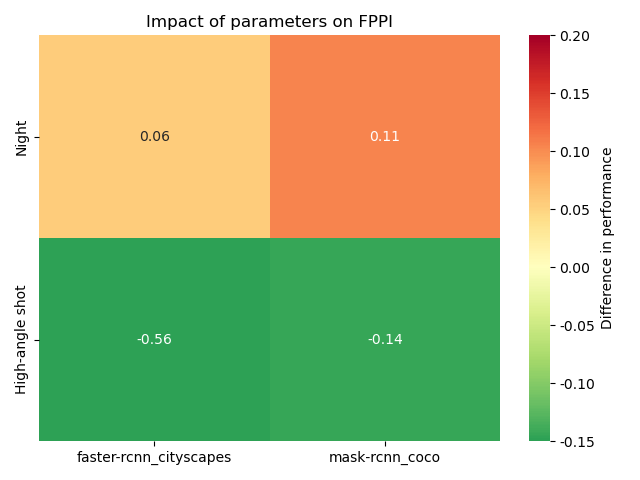 Impact of parameters on FPPI
Night
0.06
0.11
High-angle shot
-0.56
-0.14
faster-rcnn_cityscapes
mask-rcnn_coco
0.20
0.15
0.10
0.05
0.00
-0.05
-0.10
-0.15
Difference in performance